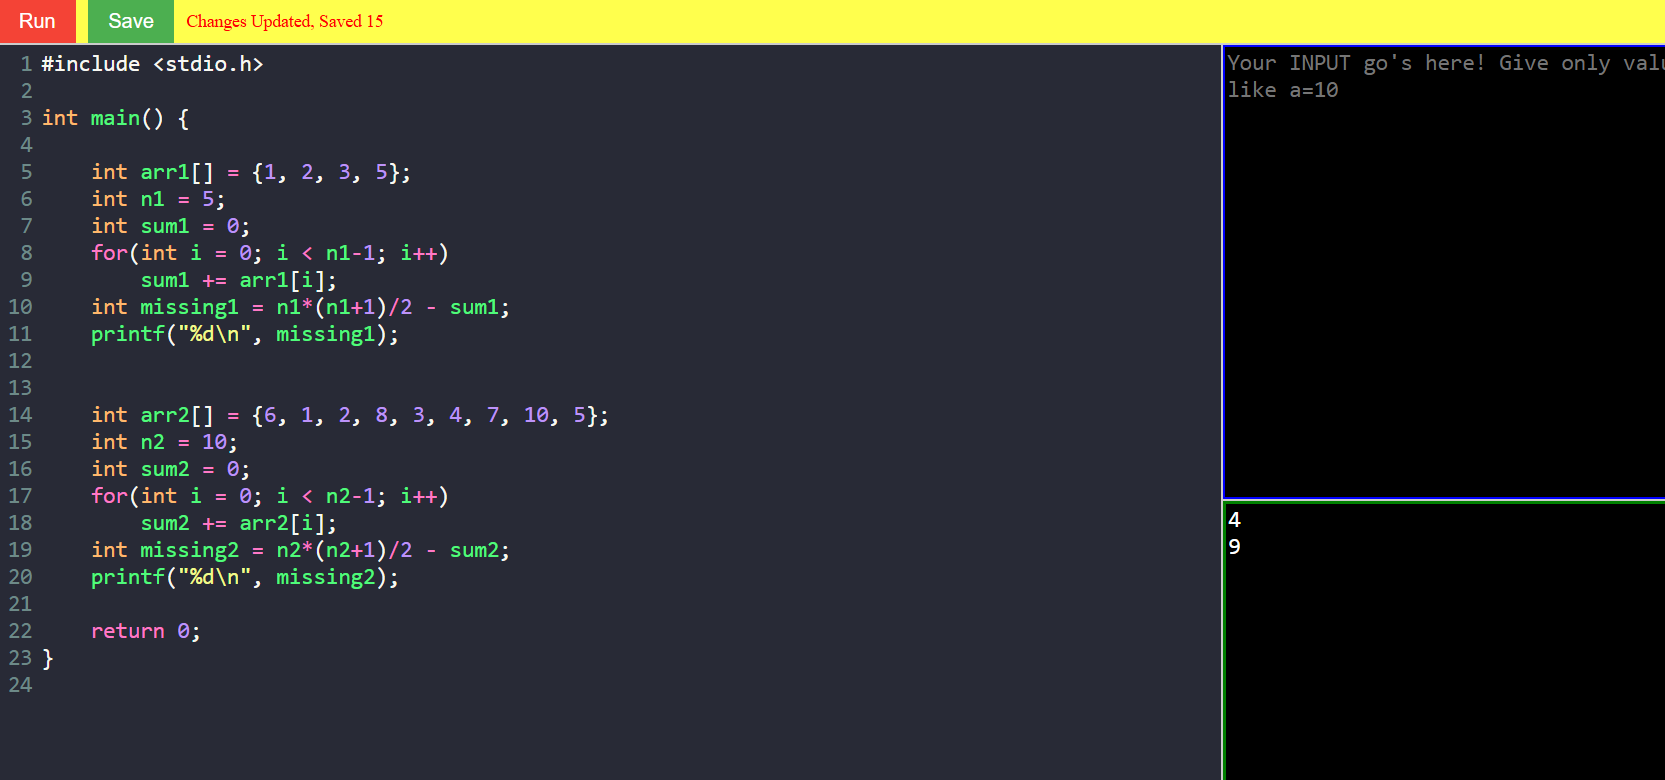 Run Save Changes Updated, Saved 15
1 #include <stdio.h>
2
3 int main() {
4
5     int arr1[] = {1, 2, 3, 5};
6     int n1 = 5;
7     int sum1 = 0;
8     for(int i = 0; i < n1-1; i++)
9         sum1 += arr1[i];
10     int missing1 = n1*(n1+1)/2 - sum1;
11     printf("%d\n", missing1);
12
13
14     int arr2[] = {6, 1, 2, 8, 3, 4, 7, 10, 5};
15     int n2 = 10;
16     int sum2 = 0;
17     for(int i = 0; i < n2-1; i++)
18         sum2 += arr2[i];
19     int missing2 = n2*(n2+1)/2 - sum2;
20     printf("%d\n", missing2);
21
22     return 0;
23 }
24
Your INPUT go's here! Give only
like a=10
4
9